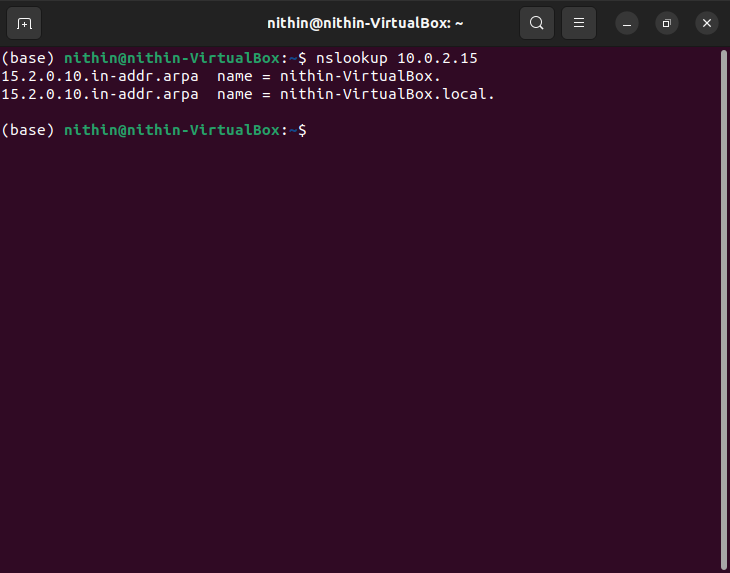 nithin@nithin-VirtualBox: ~
(base) nithin@nithin-VirtualBox:~$ nslookup 10.0.2.15
15.2.0.10.in-addr.arpa  name = nithin-VirtualBox.
15.2.0.10.in-addr.arpa  name = nithin-VirtualBox.local.
(base) nithin@nithin-VirtualBox:~$